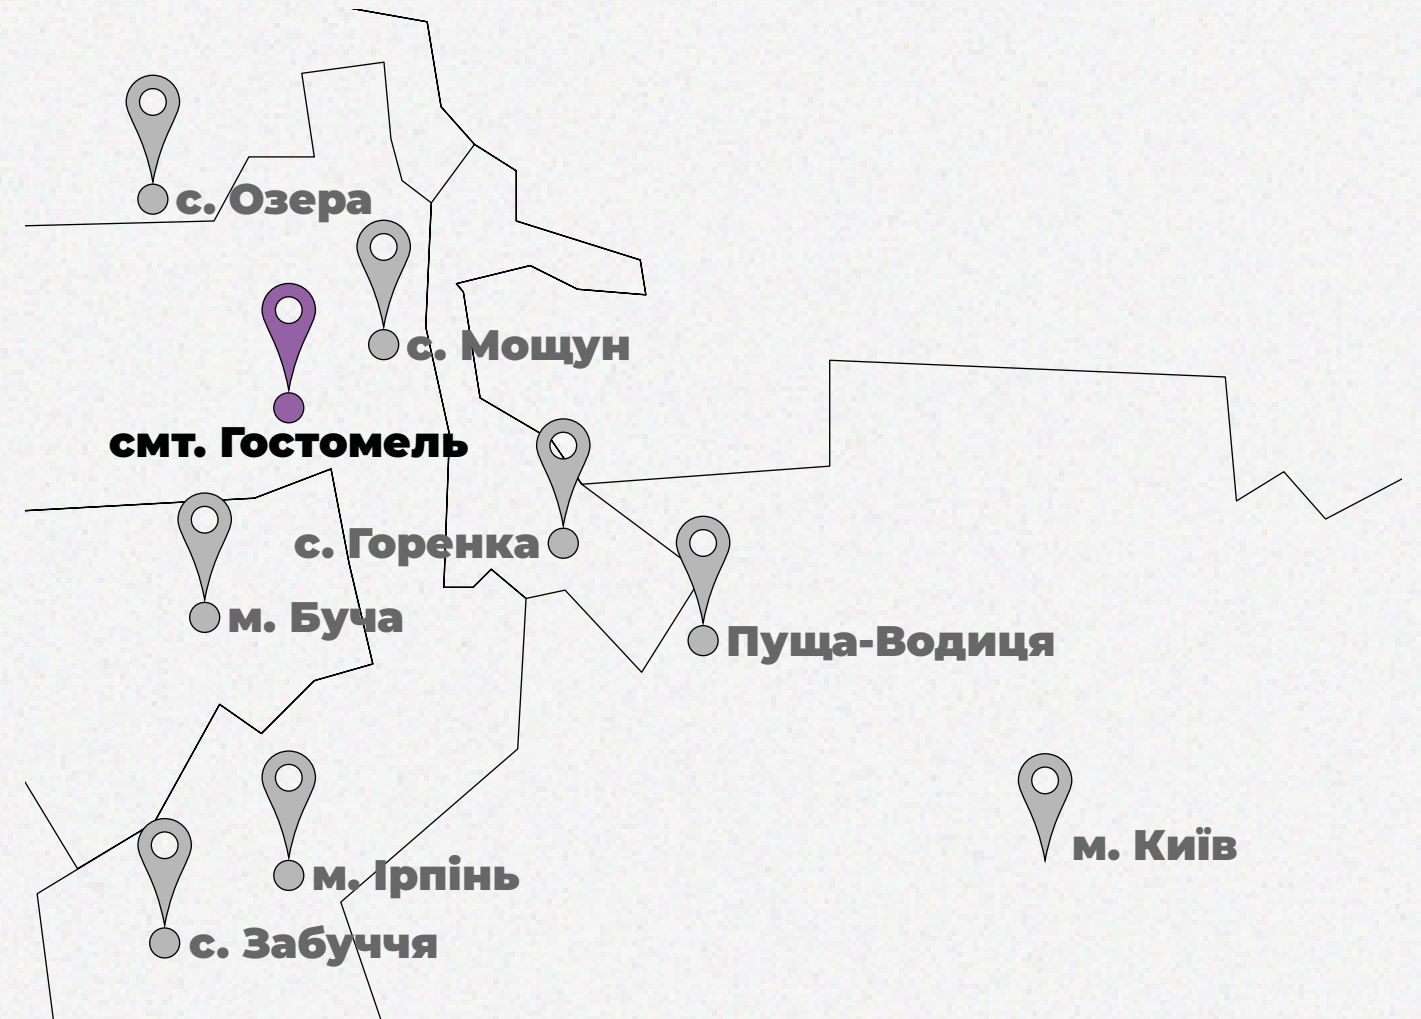 с. Озера
с. Мощун
смт. Гостомель
с. Горенка
м. Буча
Пуща-Водиця
м. Київ
м. Ірпінь
с. Забуччя